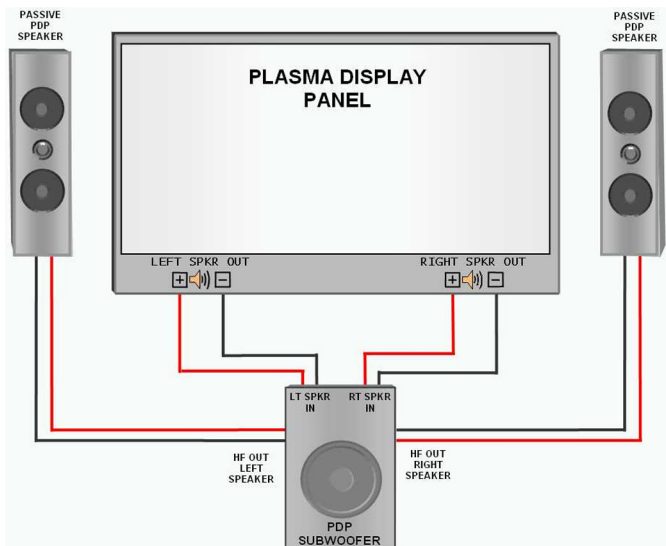 PASSIVE
PDP
SPEAKER
PASSIVE
PDP
SPEAKER
PLASMA DISPLAY
PANEL
LEFT SPKR OUT
RIGHT SPKR OUT
+ −
+ −
LT SPKR
IN
RT SPKR
IN
HF OUT
LEFT
SPEAKER
HF OUT
RIGHT
SPEAKER
PDP
SUBWOOFER